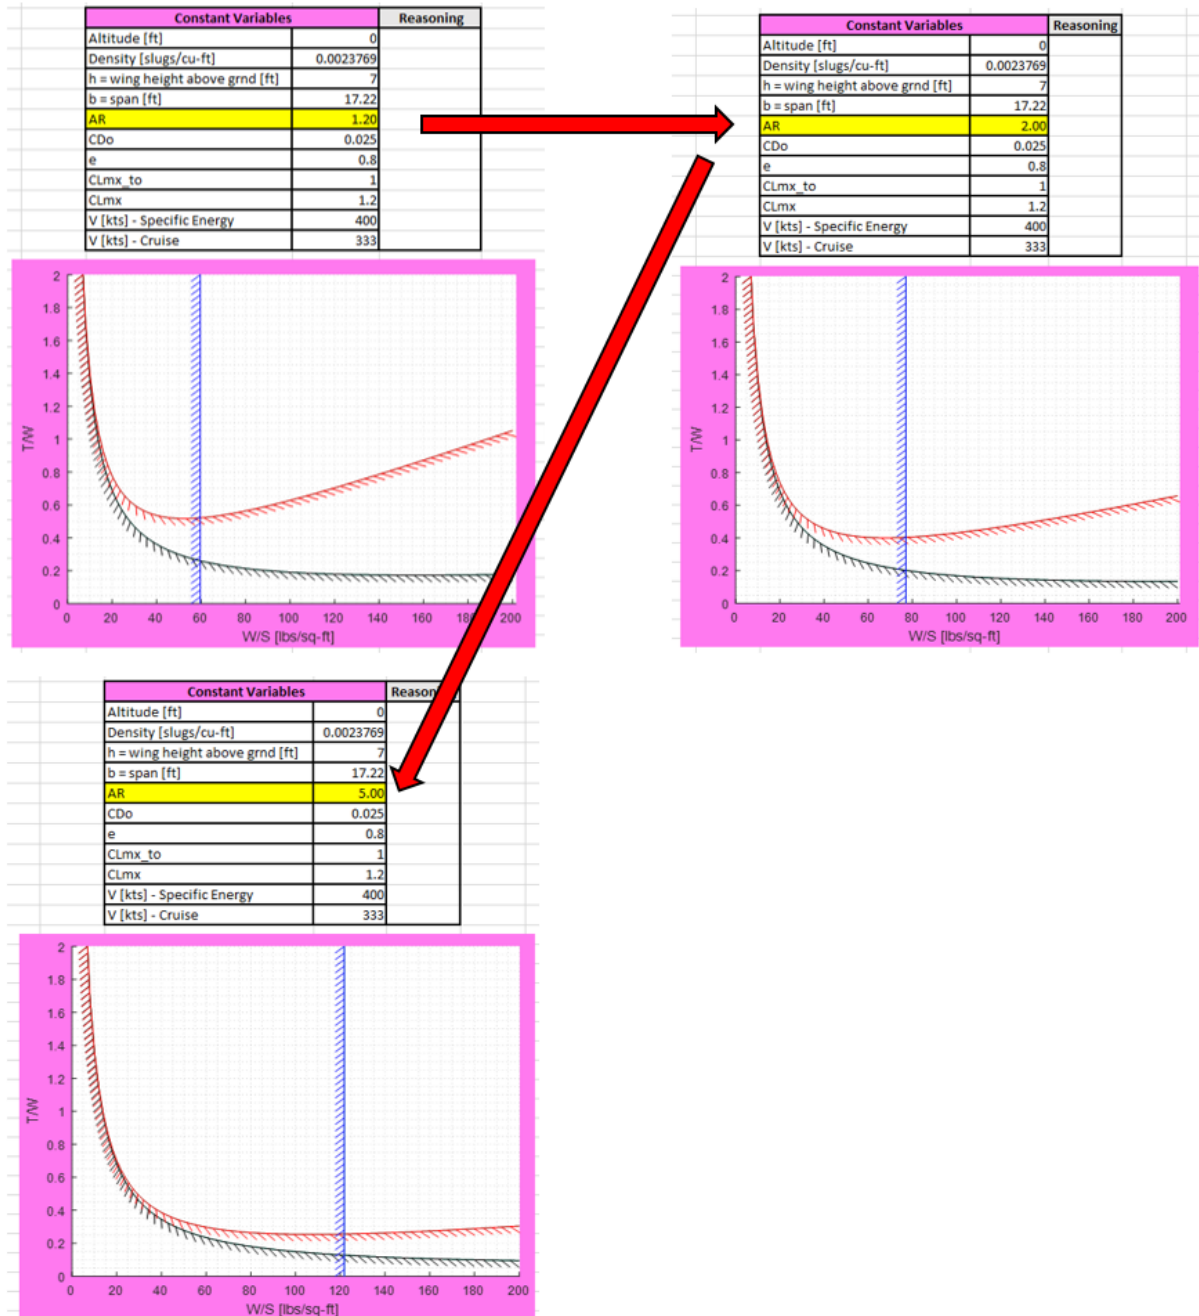 Constant Variables Reasoning
Altitude [ft] 0
Density [slugs/cu-ft] 0.0023769
h = wing height above grnd [ft] 7
b = span [ft] 17.22
AR 1.20
CDo 0.025
e 0.8
CLmx_to 1
CLmx 1.2
V [kts] - Specific Energy 400
V [kts] - Cruise 333
2
1.8
1.6
1.4
1.2
1
0.8
0.6
0.4
0.2
0
T/W
0 20 40 60 80 100 120 140 160 180 200
W/S [lbs/sq-ft]
Constant Variables Reasoning
Altitude [ft] 0
Density [slugs/cu-ft] 0.0023769
h = wing height above grnd [ft] 7
b = span [ft] 17.22
AR 2.00
CDo 0.025
e 0.8
CLmx_to 1
CLmx 1.2
V [kts] - Specific Energy 400
V [kts] - Cruise 333
2
1.8
1.6
1.4
1.2
1
0.8
0.6
0.4
0.2
0
T/W
0 20 40 60 80 100 120 140 160 180 200
W/S [lbs/sq-ft]
Constant Variables
Altitude [ft] 0
Density [slugs/cu-ft] 0.0023769
h = wing height above grnd [ft] 7
b = span [ft] 17.22
AR 5.00
CDo 0.025
e 0.8
CLmx_to 1
CLmx 1.2
V [kts] - Specific Energy 400
V [kts] - Cruise 333
2
1.8
1.6
1.4
1.2
1
0.8
0.6
0.4
0.2
0
T/W
0 20 40 60 80 100 120 140 160 180 200
W/S [lbs/sq-ft]